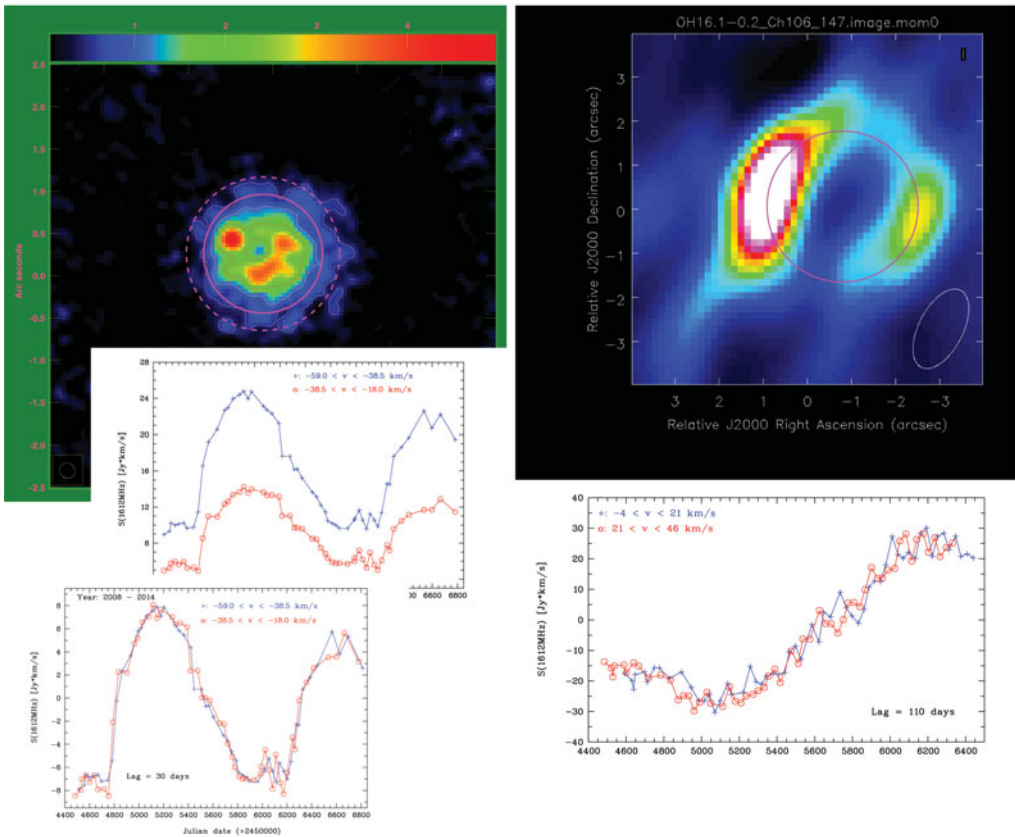 1 2 3 4
2.5
2.0
1.5
1.0
0.5
0.0
-0.5
-1.0
-1.5
-2.0
-2.5
Arc seconds
OH16.1-0.2_Ch106_147.image.mom0
I
3
2
1
0
-1
-2
-3
Relative J2000 Declination (arcsec)
3 2 1 0 -1 -2 -3
Relative J2000 Right Ascension (arcsec)
28
24
20
16
12
8
S(1612MHz) [Jy*km/s]
+: -59.0 < v < -38.5 km/s
o: -38.5 < v < -18.0 km/s
6600 6800
Year: 2008 - 2014
+: -59.0 < v < -38.5 km/s
o: -38.5 < v < -18.0 km/s
8
6
4
2
0
-2
-4
-6
-8
S(1612MHz) [Jy*km/s]
Lag = 30 days
4400 4600 4800 5000 5200 5400 5600 5800 6000 6200 6400 6600 6800
Julian date (+2450000)
40
30
20
10
0
-10
-20
-30
-40
S(1612MHz) [Jy*km/s]
+: -4 < v < 21 km/s
o: 21 < v < 46 km/s
Lag = 110 days
4400 4600 4800 5000 5200 5400 5600 5800 6000 6200 6400